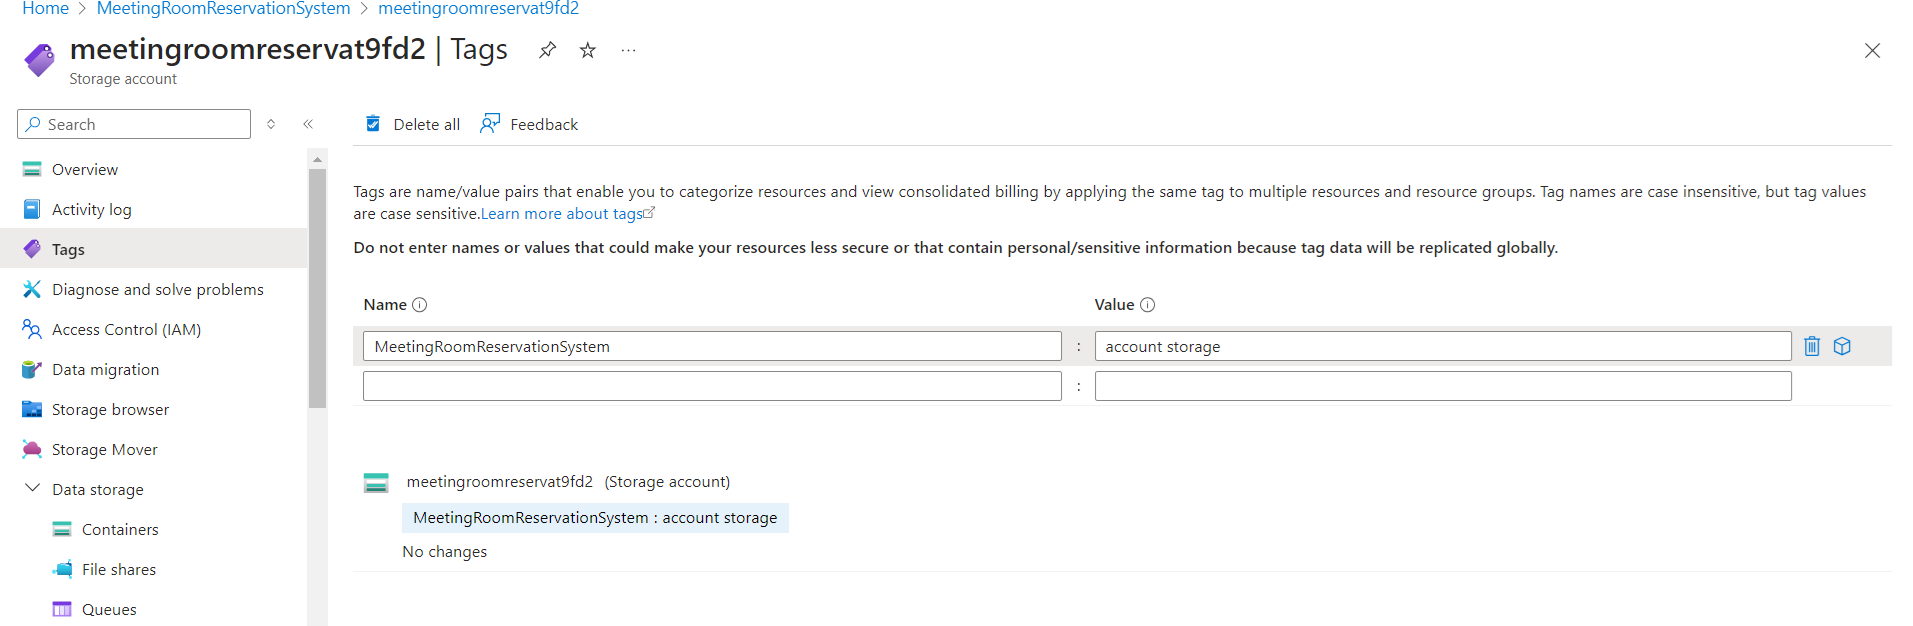 Home > MeetingRoomReservationSystem > meetingroomreservat9fd2
meetingroomreservat9fd2 | Tags
Storage account
Search
Overview
Activity log
Tags
Diagnose and solve problems
Access Control (IAM)
Data migration
Storage browser
Storage Mover
Data storage
Containers
File shares
Queues
Delete all Feedback
Tags are name/value pairs that enable you to categorize resources and view consolidated billing by applying the same tag to multiple resources and resource groups. Tag names are case insensitive, but tag values
are case sensitive.Learn more about tags
Do not enter names or values that could make your resources less secure or that contain personal/sensitive information because tag data will be replicated globally.
Name Value
MeetingRoomReservationSystem : account storage
:
meetingroomreservat9fd2 (Storage account)
MeetingRoomReservationSystem : account storage
No changes